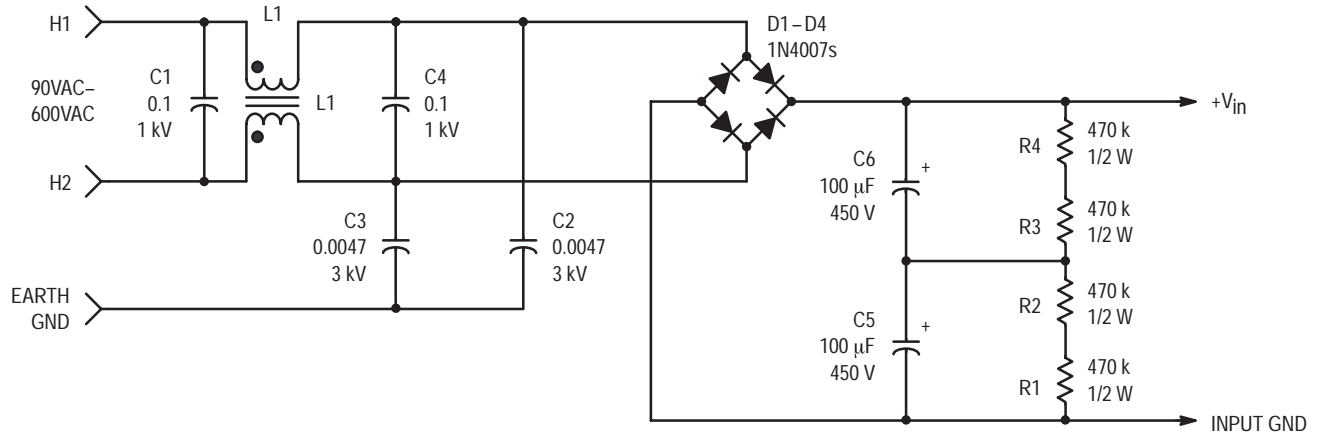 H1
L1
90VAC–
600VAC
C1
0.1
1 kV
L1
C4
0.1
1 kV
H2
D1–D4
1N4007s
+Vin
C6
+
100 µF
450 V
R4
470 k
1/2 W
R3
470 k
1/2 W
C3
0.0047
3 kV
C2
0.0047
3 kV
EARTH
GND
C5
+
100 µF
450 V
R2
470 k
1/2 W
R1
470 k
1/2 W
INPUT GND